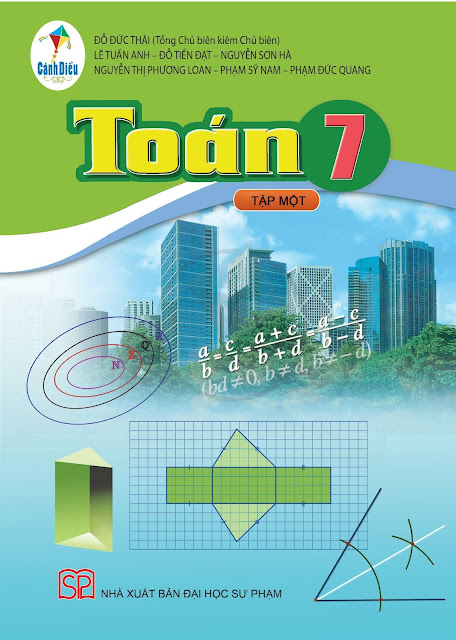 Cánh Diều
ĐỖ ĐỨC THÁI (Tổng Chủ biên kiêm Chủ biên)
LÊ TUẤN ANH – ĐỖ TIẾN ĐẠT – NGUYỄN SƠN HÀ
NGUYỄN THỊ PHƯƠNG LOAN – PHẠM SỸ NAM – PHẠM ĐỨC QUANG
Toán 7
TẬP MỘT
a/b = c/d = a + c/b + d = a - c/b - d
(bd ≠ 0, b ≠ d, b ≠ - d)
N Z Q R
SP
NHÀ XUẤT BẢN ĐẠI HỌC SƯ PHẠM